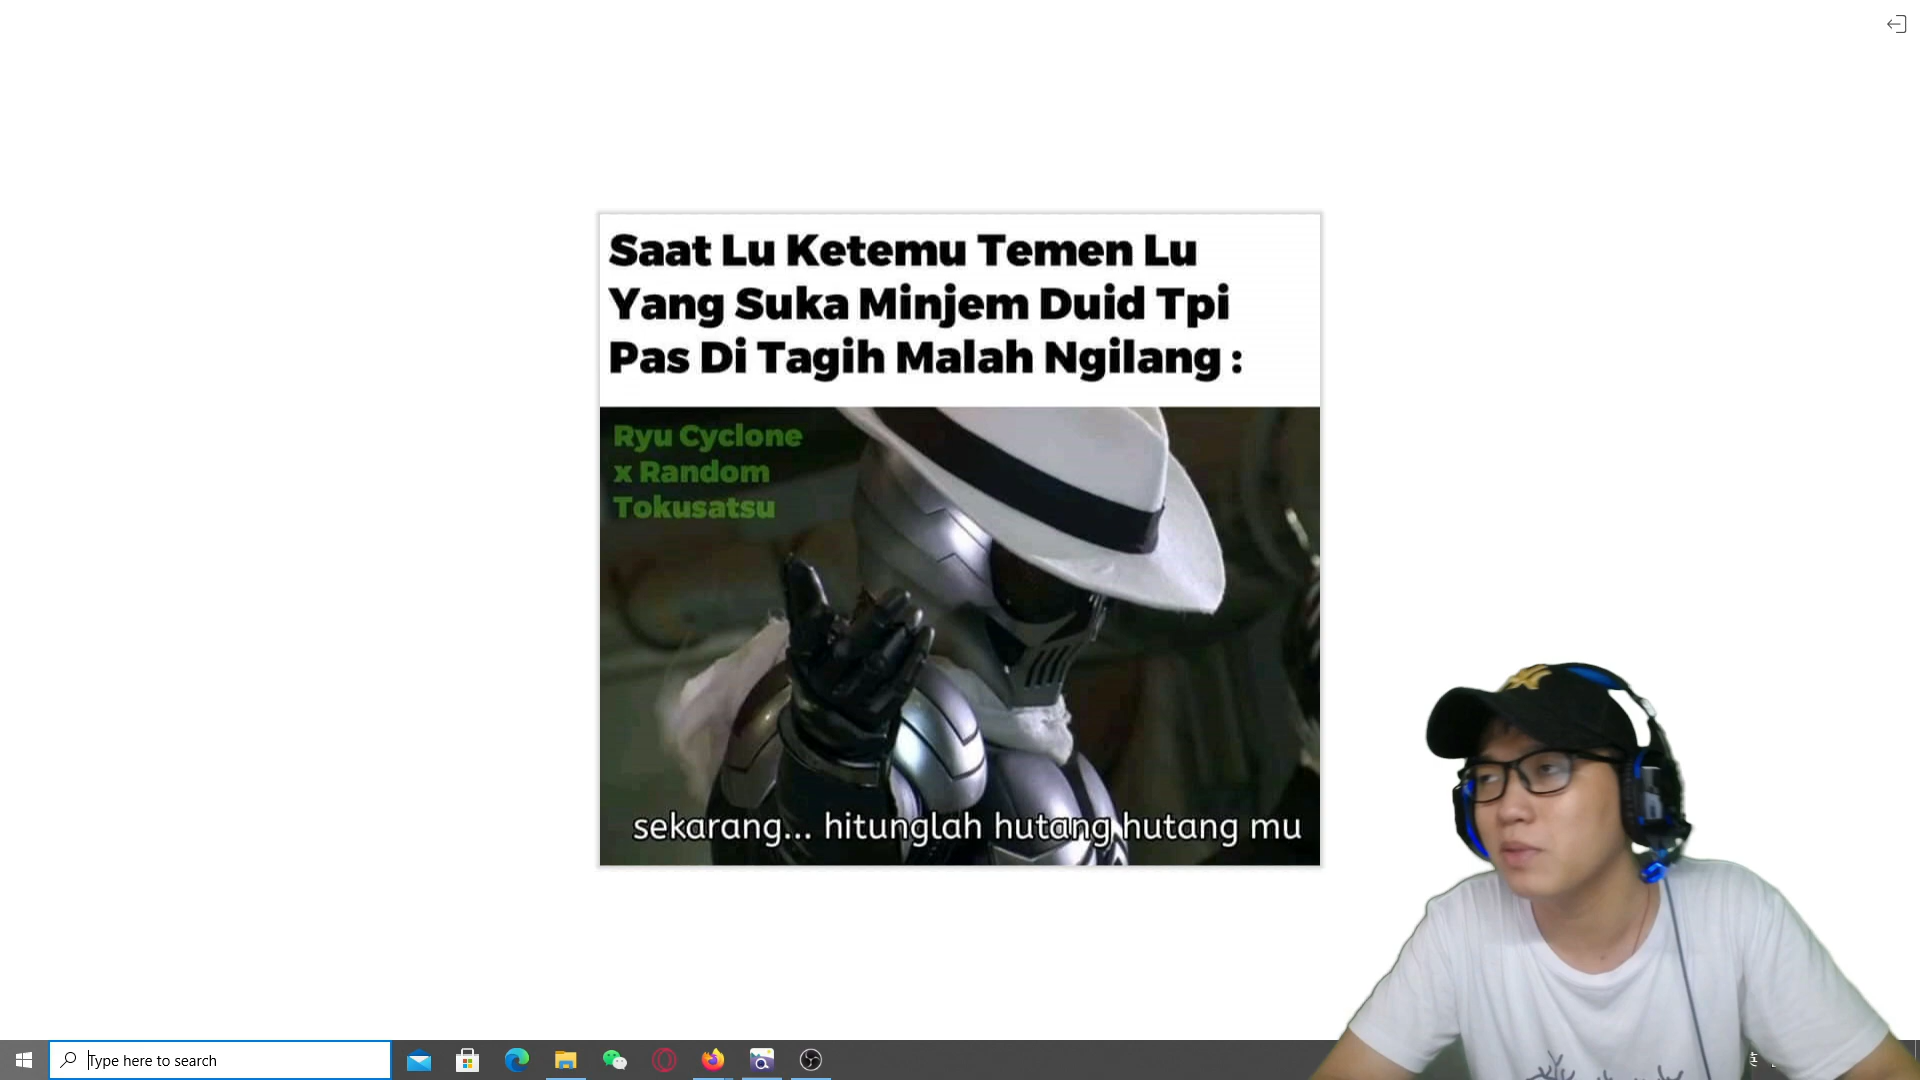 Saat Lu Ketemu Temen Lu
Yang Suka Minjem Duid Tpi
Pas Di Tagih Malah Ngilang :
Ryu Cyclone
x Random
Tokusatsu
sekarang... hitunglah hutang hutang mu
Type here to search